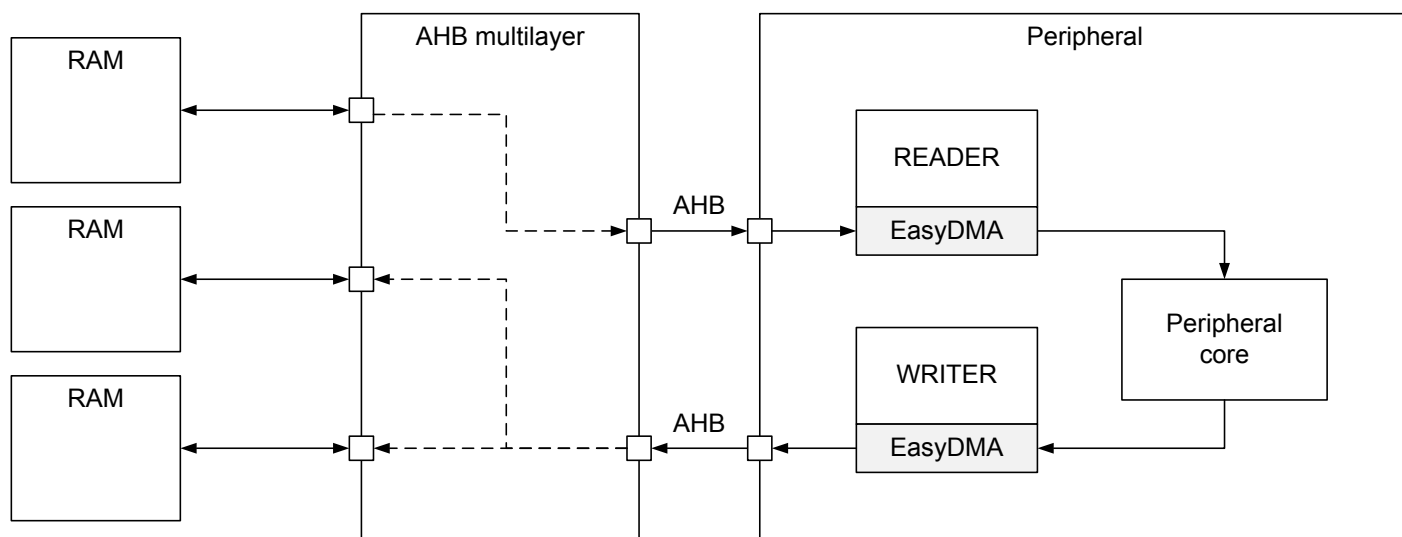 AHB multilayer
Peripheral
RAM
READER
AHB
EasyDMA
RAM
Peripheral
core
WRITER
RAM
AHB
EasyDMA